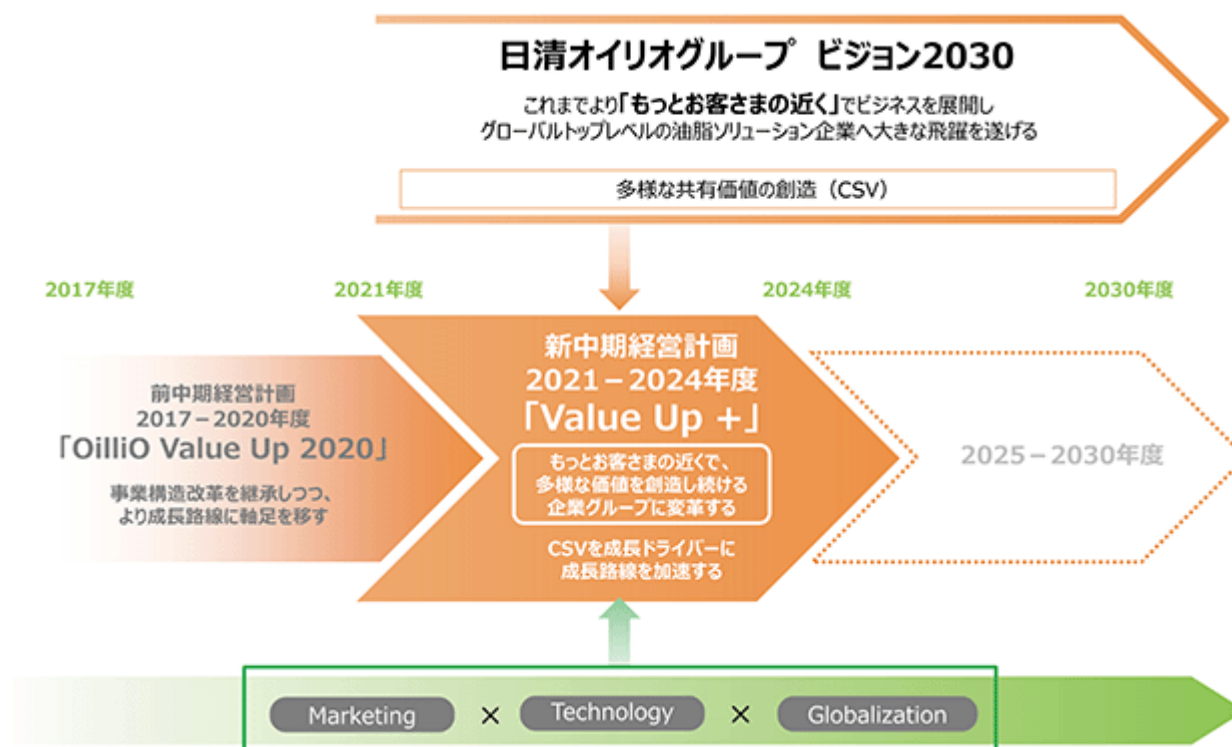 日清オイリオグループ ビジョン2030
これまでより「もっとお客さまの近く」でビジネスを展開し
グローバルトップレベルの油脂ソリューション企業へ大きな飛躍を遂げる
多様な共有価値の創造（CSV）
2017年度
2021年度
2024年度
2030年度
前中期経営計画
2017－2020年度
「OilliO Value Up 2020」
事業構造改革を継承しつつ、
より成長路線に軸足を移す
新中期経営計画
2021－2024年度
「Value Up +」
もっとお客さまの近くで、
多様な価値を創造し続ける
企業グループに変革する
CSVを成長ドライバーに
成長路線を加速する
2025－2030年度
Marketing × Technology × Globalization